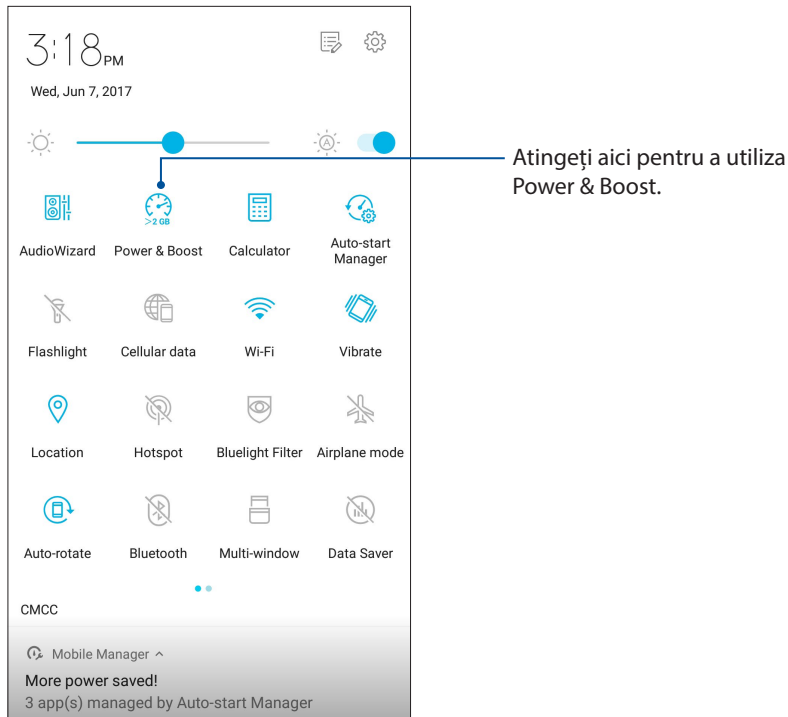 3:18 PM
Wed, Jun 7, 2017
A
Atingeți aici pentru a utiliza
Power & Boost.
>2 GB
AudioWizard Power & Boost Calculator Auto-start
Manager
Flashlight Cellular data Wi-Fi Vibrate
Location Hotspot Bluelight Filter Airplane mode
Auto-rotate Bluetooth Multi-window Data Saver
CMCC
Mobile Manager
More power saved!
3 app(s) managed by Auto-start Manager